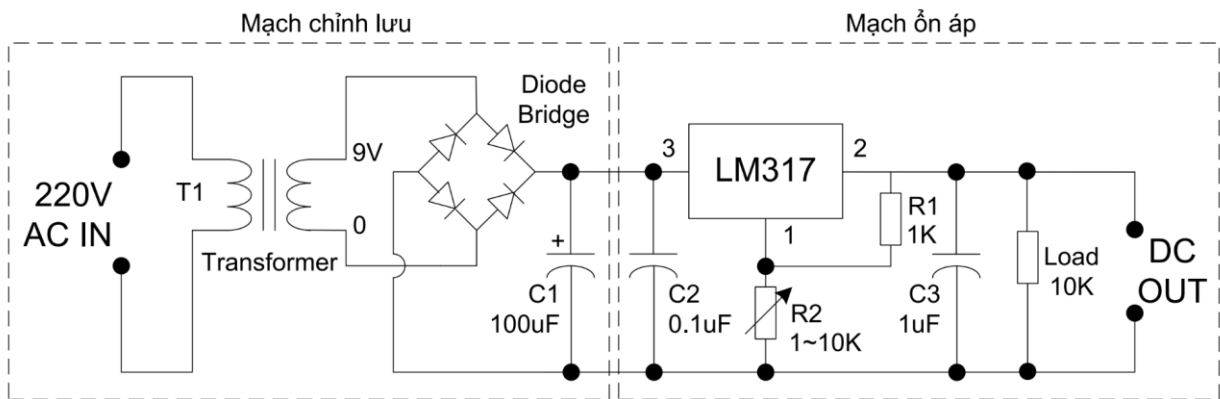 Mạch chỉnh lưu
Mạch ổn áp
Diode
Bridge
9V
220V
AC IN
T1
0
Transformer
+
C1
100uF
3
LM317
2
1
R1
1K
C2
0.1uF
R2
1~10K
C3
1uF
Load
10K
DC
OUT